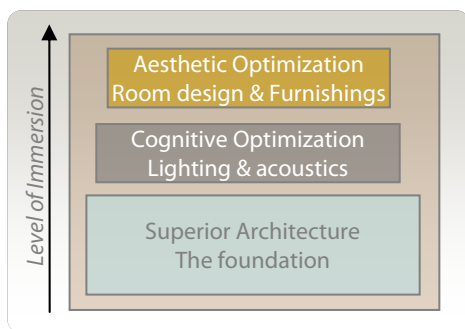 Level of Immersion
Aesthetic Optimization
Room design & Furnishings
Cognitive Optimization
Lighting & acoustics
Superior Architecture
The foundation